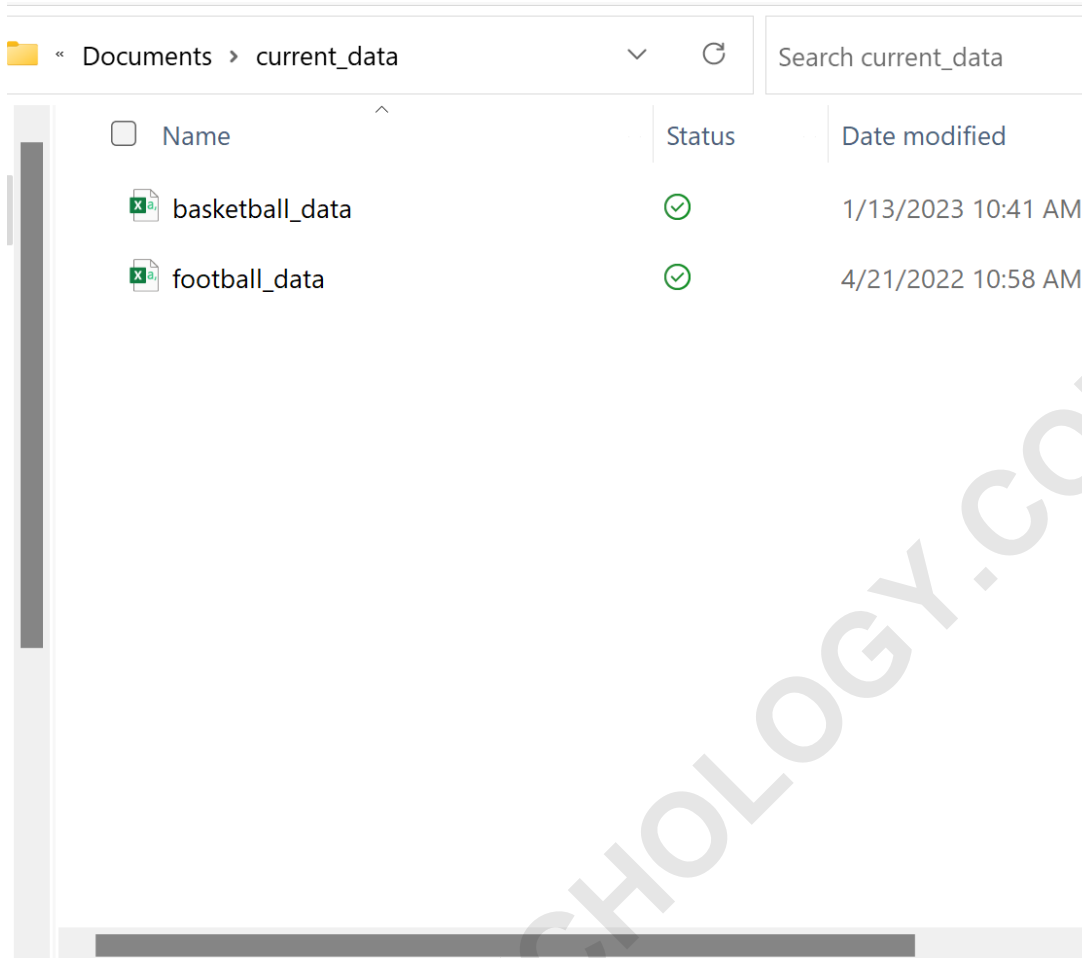 « Documents > current_data
Search current_data
Name Status Date modified
basketball_data 1/13/2023 10:41 AM
football_data 4/21/2022 10:58 AM
CHOLOGY.CO